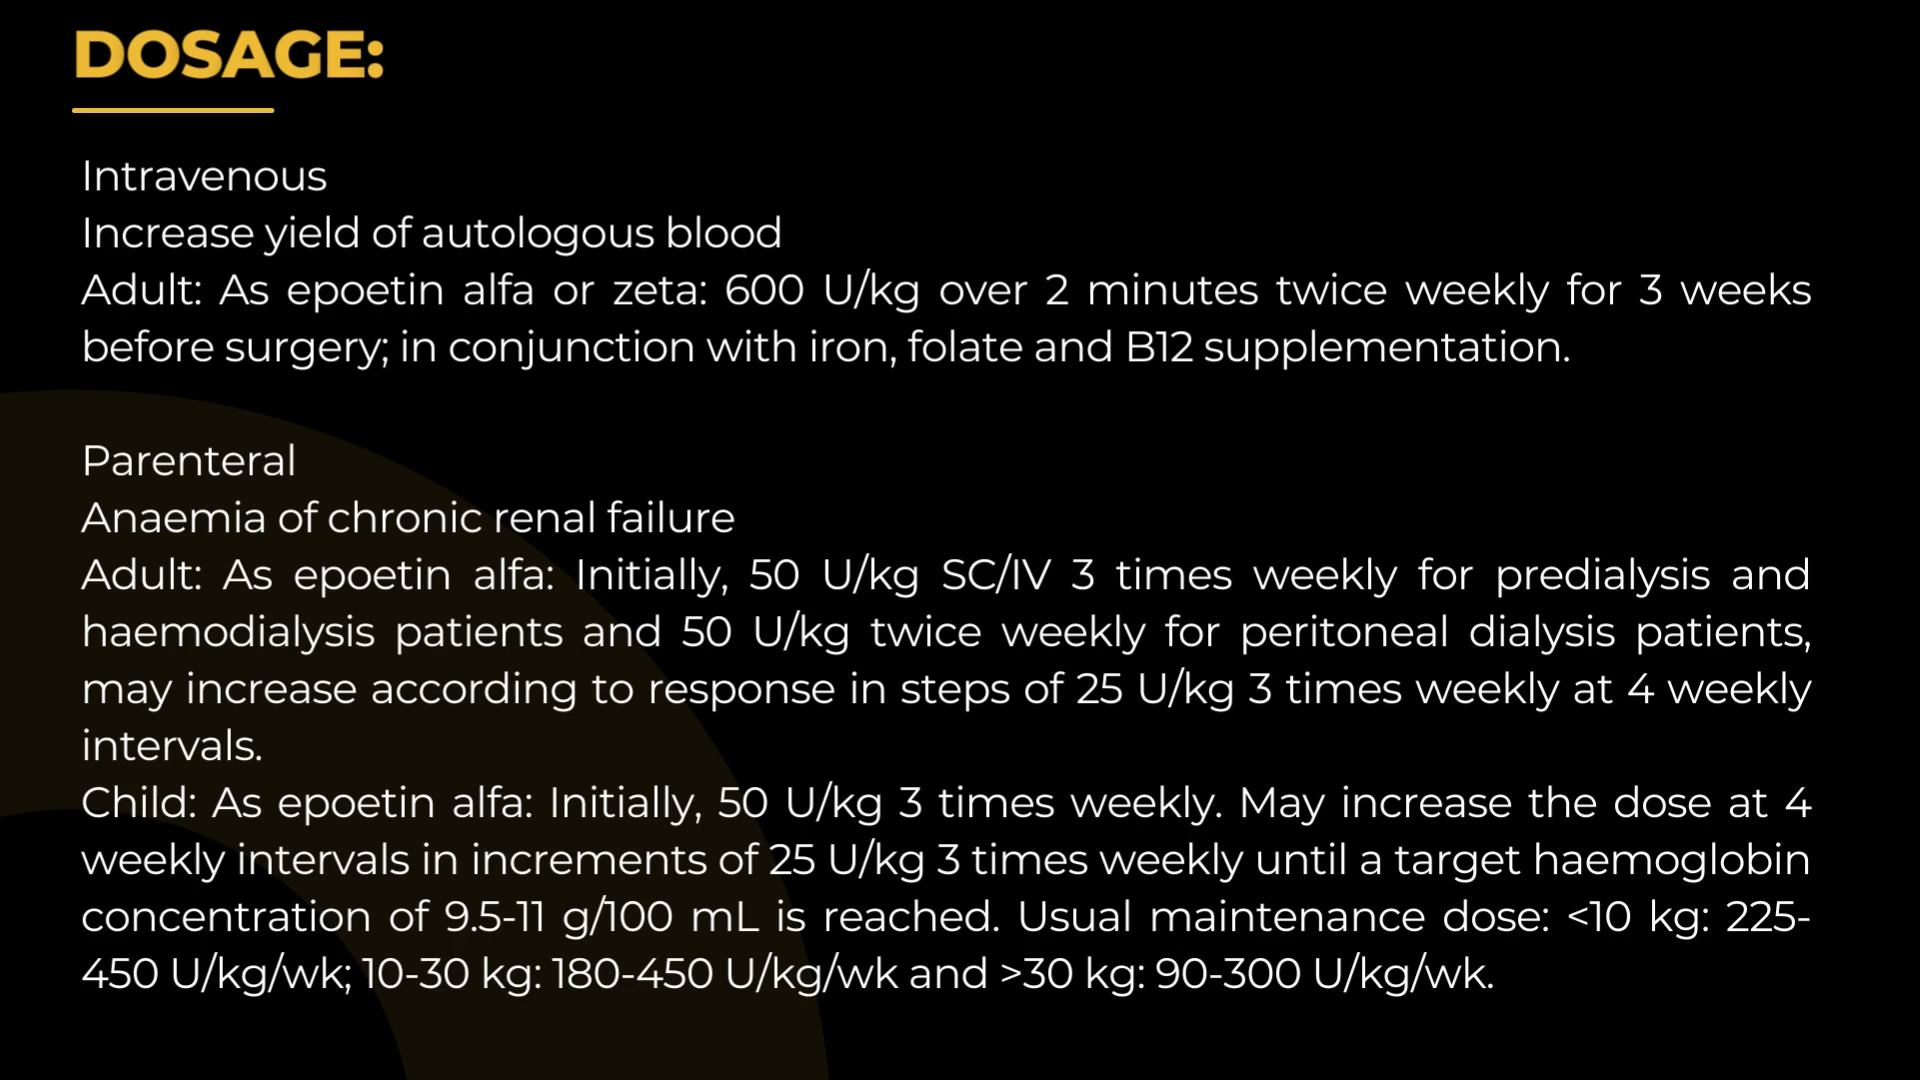 DOSAGE:
Intravenous
Increase yield of autologous blood
Adult: As epoetin alfa or zeta: 600 U/kg over 2 minutes twice weekly for 3 weeks
before surgery; in conjunction with iron, folate and B12 supplementation.
Parenteral
Anaemia of chronic renal failure
Adult: As epoetin alfa: Initially, 50 U/kg SC/IV 3 times weekly for predialysis and
haemodialysis patients and 50 U/kg twice weekly for peritoneal dialysis patients,
may increase according to response in steps of 25 U/kg 3 times weekly at 4 weekly
intervals.
Child: As epoetin alfa: Initially, 50 U/kg 3 times weekly. May increase the dose at 4
weekly intervals in increments of 25 U/kg 3 times weekly until a target haemoglobin
concentration of 9.5-11 g/100 mL is reached. Usual maintenance dose: <10 kg: 225-
450 U/kg/wk; 10-30 kg: 180-450 U/kg/wk and >30 kg: 90-300 U/kg/wk.